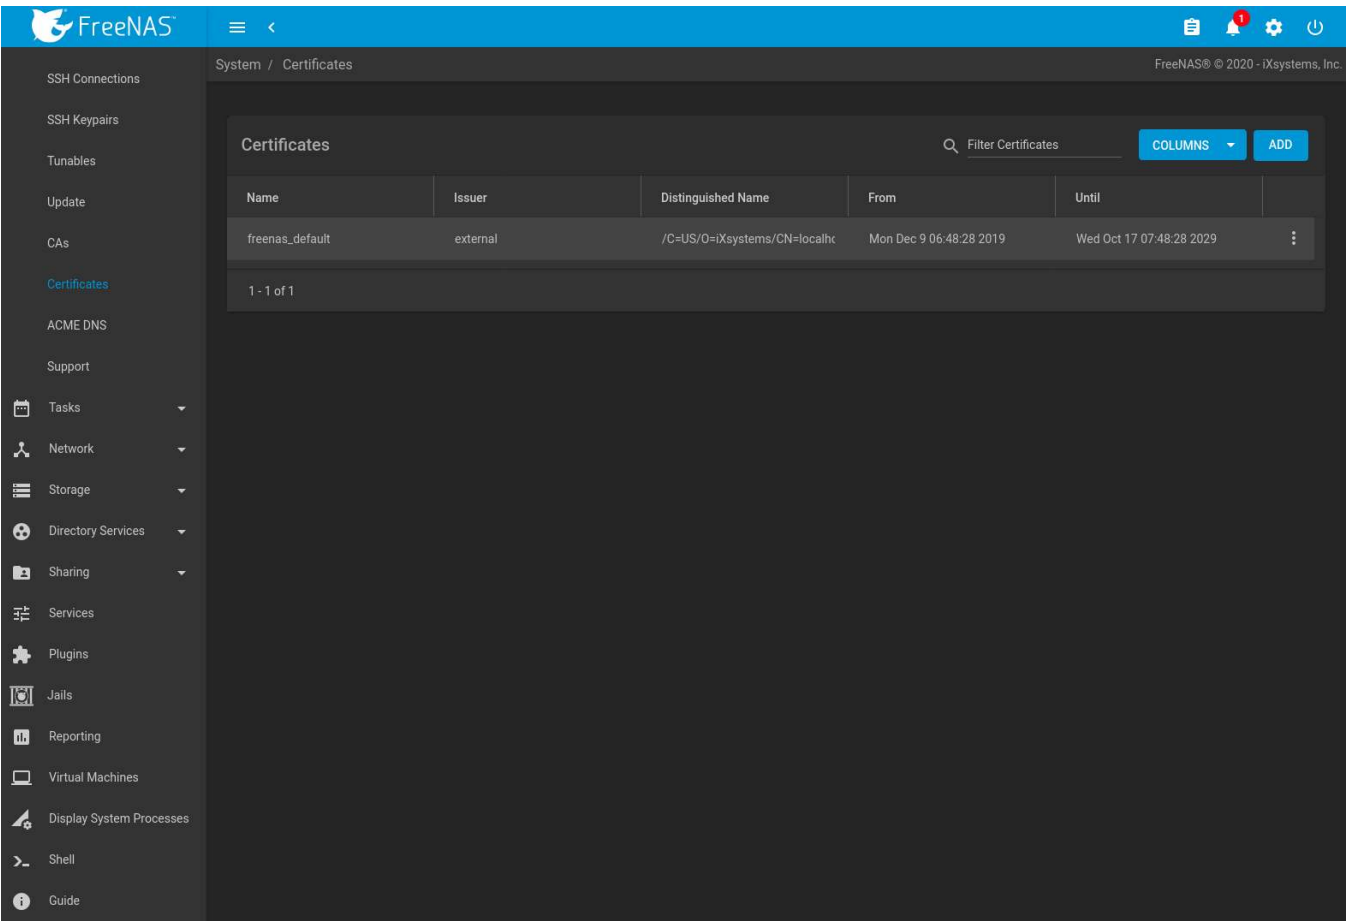 FreeNAS
1
System / Certificates
FreeNAS® © 2020 - iXsystems, Inc.
SSH Connections
SSH Keypairs
Tunables
Update
CAs
Certificates
ACME DNS
Support
Tasks
Network
Storage
Directory Services
Sharing
Services
Plugins
Jails
Reporting
Virtual Machines
Display System Processes
Shell
Guide
Certificates
Filter Certificates
COLUMNS
ADD
Name Issuer Distinguished Name From Until
freenas_default external /C=US/O=iXsystems/CN=localhc Mon Dec 9 06:48:28 2019 Wed Oct 17 07:48:28 2029
1 - 1 of 1